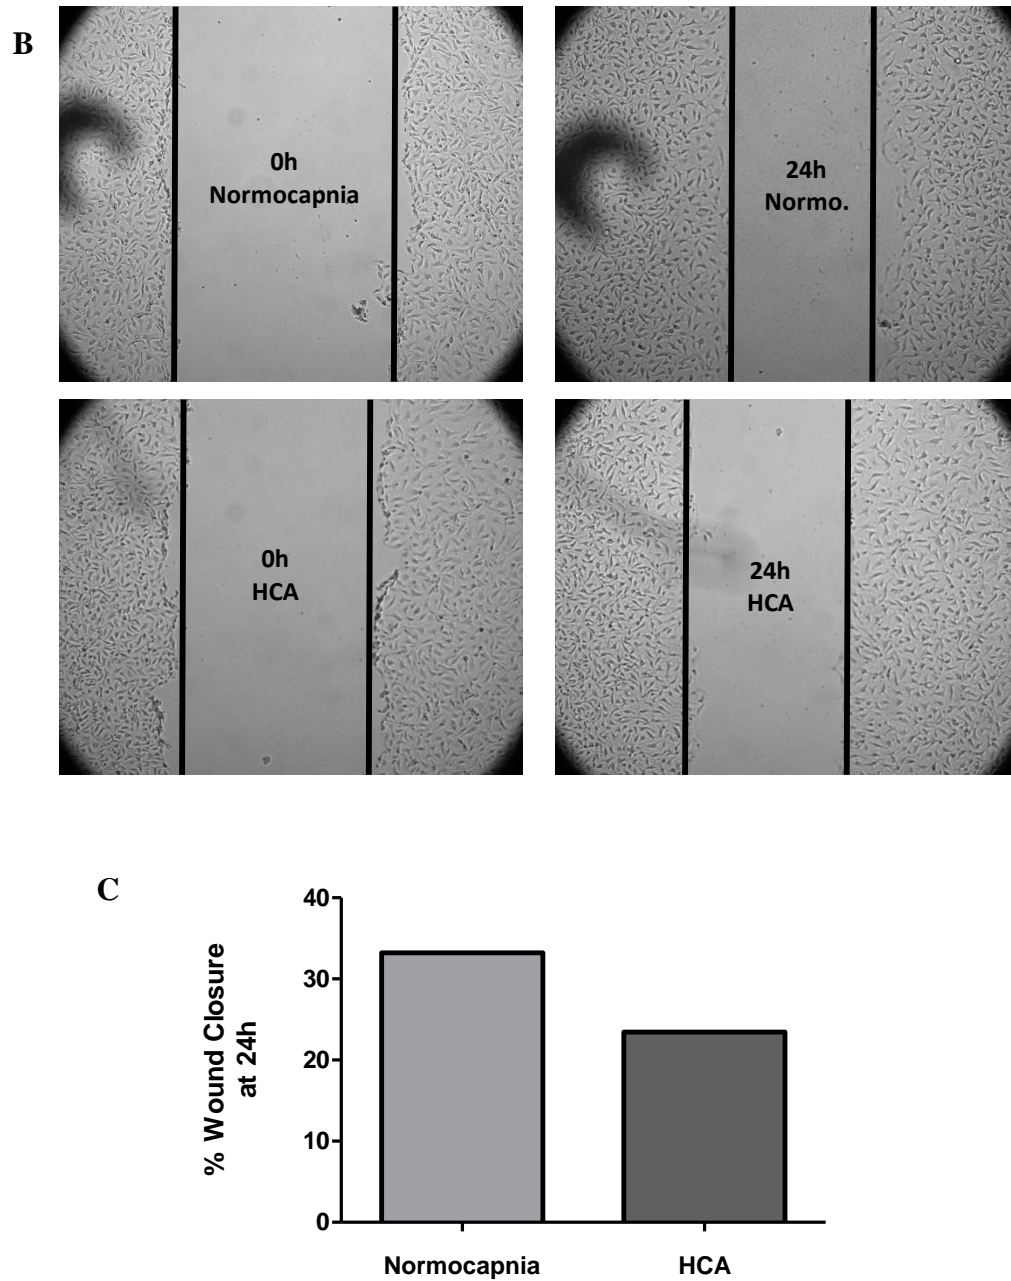 B
0h
Normocapnia
24h
Normo.
0h
HCA
24h
HCA
C
% Wound Closure
at 24h
40
30
20
10
0
Normocapnia
HCA